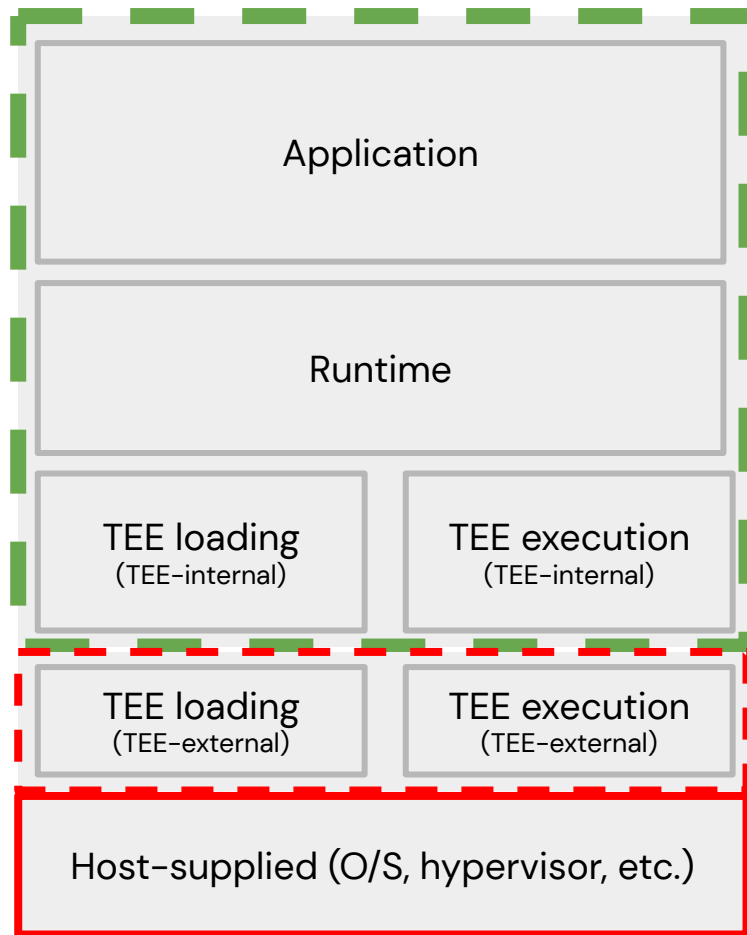 Application
Runtime
TEE loading
(TEE-internal)
TEE execution
(TEE-internal)
TEE loading
(TEE-external)
TEE execution
(TEE-external)
Host-supplied (O/S, hypervisor, etc.)